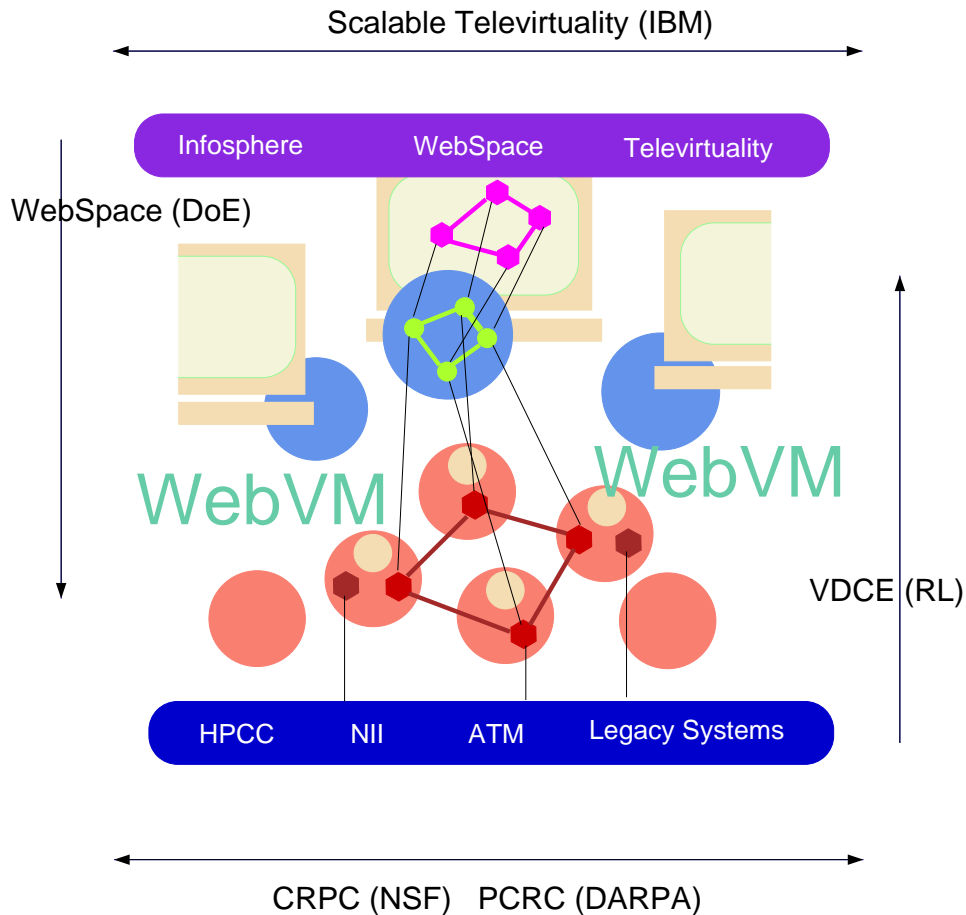 Scalable Televirtuality (IBM)
Infosphere WebSpace Televirtuality
WebSpace (DoE)
WebVM
WebVM
VDCE (RL)
HPCC NII ATM Legacy Systems
CRPC (NSF) PCRC (DARPA)